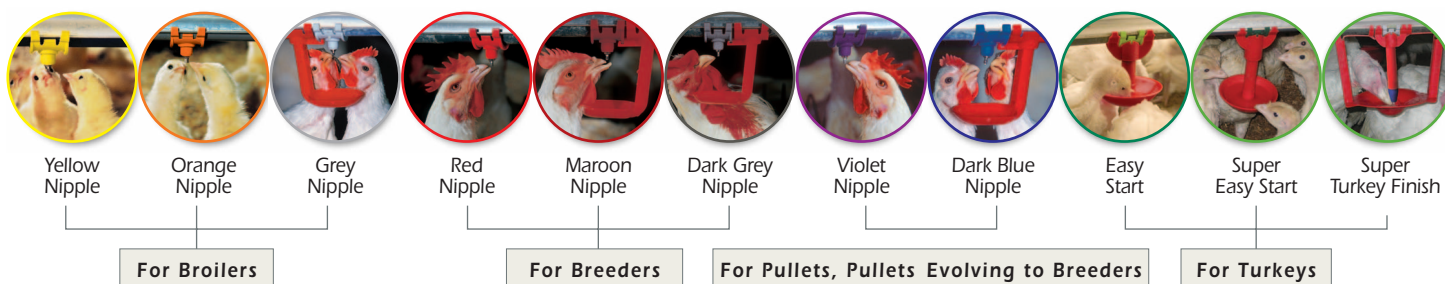 Yellow
Nipple
Orange
Nipple
Grey
Nipple
Red
Nipple
Maroon
Nipple
Dark Grey
Nipple
Violet
Nipple
Dark Blue
Nipple
Easy
Start
Super
Easy Start
Super
Turkey Finish
For Broilers
For Breeders
For Pullets, Pullets Evolving to Breeders
For Turkeys